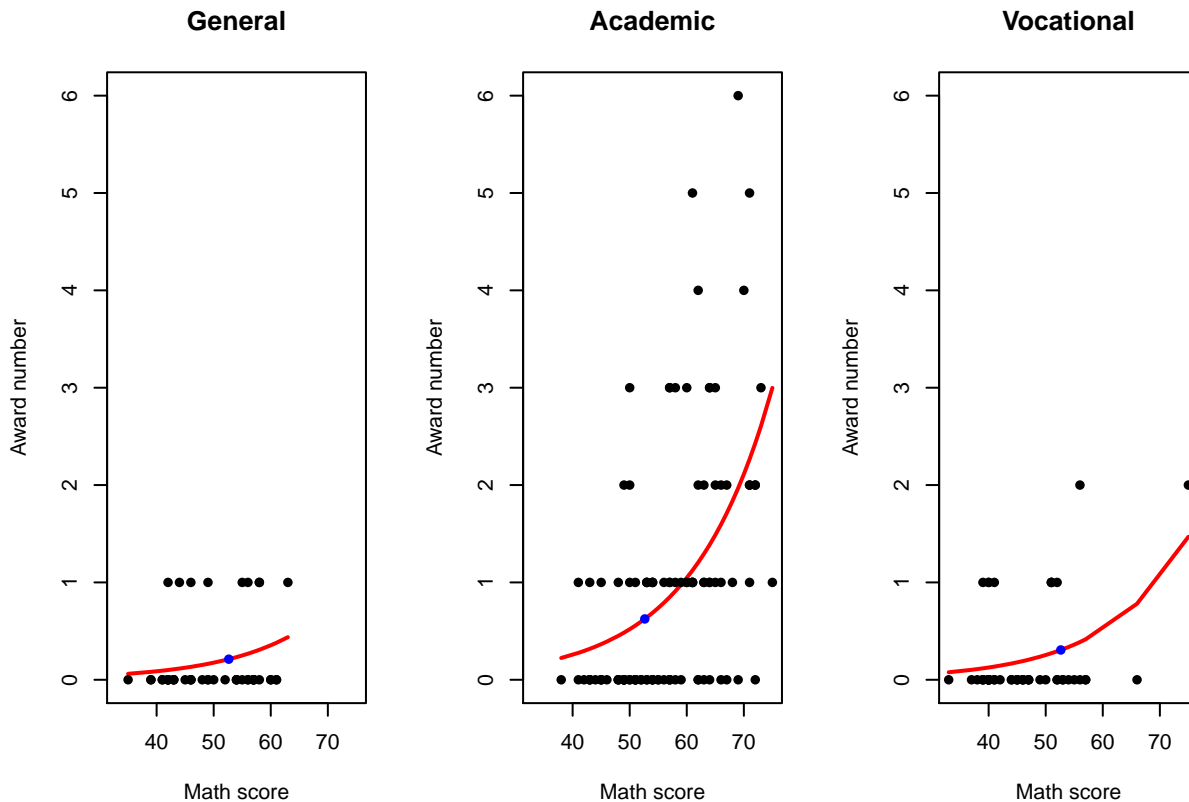 General
Academic
Vocational
Award number
0 1 2 3 4 5 6
40 50 60 70
Math score
Award number
0 1 2 3 4 5 6
40 50 60 70
Math score
Award number
0 1 2 3 4 5 6
40 50 60 70
Math score